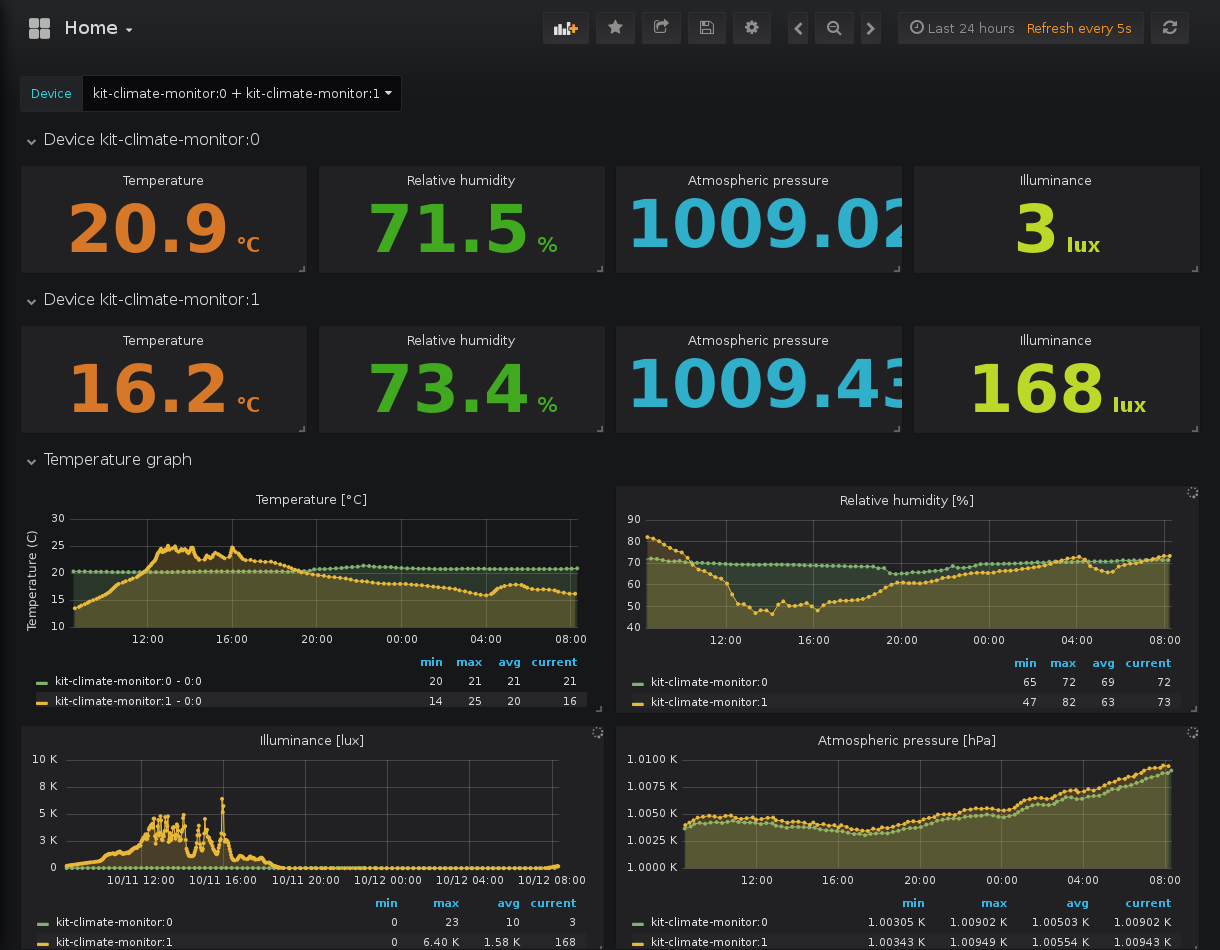 Home
Last 24 hours Refresh every 5s
Device kit-climate-monitor:0 + kit-climate-monitor:1
Device kit-climate-monitor:0
Temperature Relative humidity Atmospheric pressure Illuminance
20.9 °C 71.5 % 1009.02 3 lux
Device kit-climate-monitor:1
Temperature Relative humidity Atmospheric pressure Illuminance
16.2 °C 73.4 % 1009.43 168 lux
Temperature graph
Temperature [°C]
Temperature (C)
30
25
20
15
10
12:00 16:00 20:00 00:00 04:00 08:00
min max avg current
kit-climate-monitor:0 - 0:0 20 21 21 21
kit-climate-monitor:1 - 0:0 14 25 20 16
Relative humidity [%]
90
80
70
60
50
40
12:00 16:00 20:00 00:00 04:00 08:00
min max avg current
kit-climate-monitor:0 65 72 69 72
kit-climate-monitor:1 47 82 63 73
Illuminance [lux]
10 K
8 K
5 K
3 K
0
10/11 12:00 10/11 16:00 10/11 20:00 10/12 00:00 10/12 04:00 10/12 08:00
min max avg current
kit-climate-monitor:0 0 23 10 3
kit-climate-monitor:1 0 6.40 K 1.58 K 168
Atmospheric pressure [hPa]
1.0100 K
1.0075 K
1.0050 K
1.0025 K
1.0000 K
12:00 16:00 20:00 00:00 04:00 08:00
min max avg current
kit-climate-monitor:0 1.00305 K 1.00902 K 1.00503 K 1.00902 K
kit-climate-monitor:1 1.00343 K 1.00949 K 1.00554 K 1.00943 K